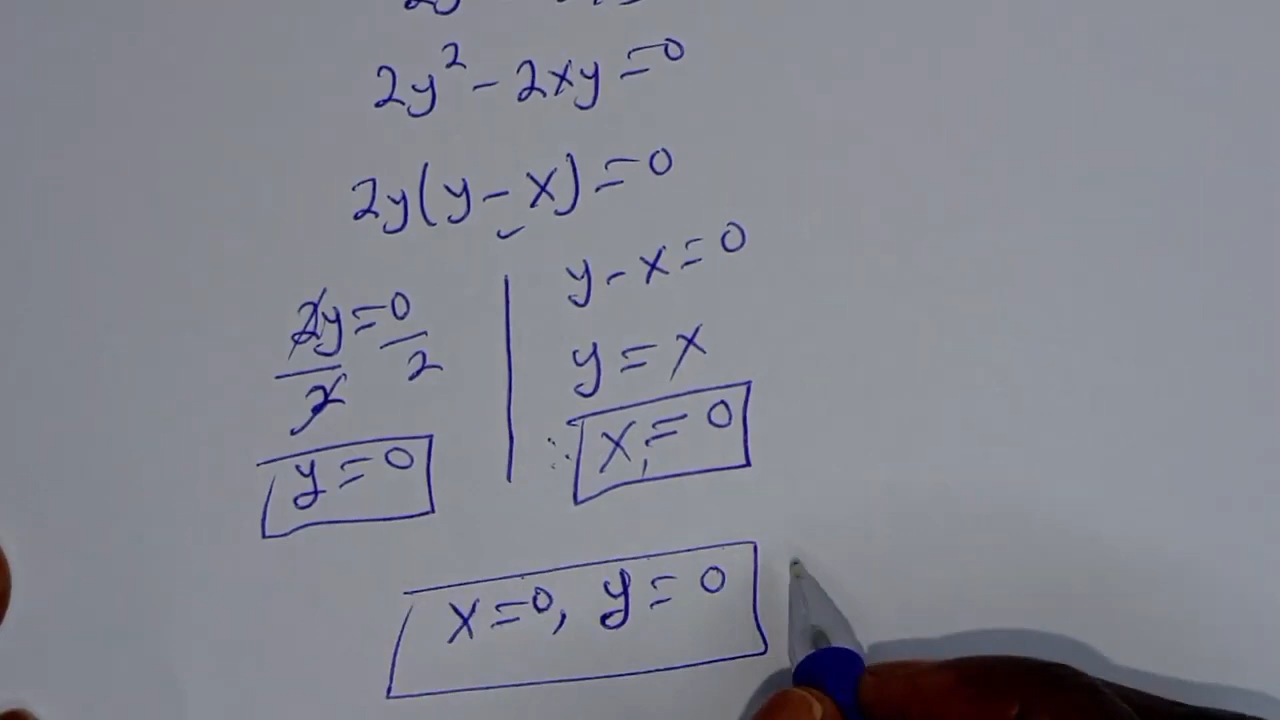 2y² - 2xy = 0
2y(y - x) = 0
2y = 0
2 2
y = 0
y - x = 0
y = x
∴ x = 0
x = 0, y = 0